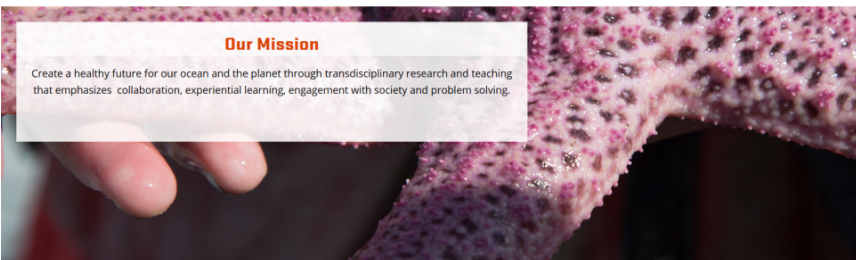 Our Mission
Create a healthy future for our ocean and the planet through transdisciplinary research and teaching
that emphasizes  collaboration, experiential learning, engagement with society and problem solving.